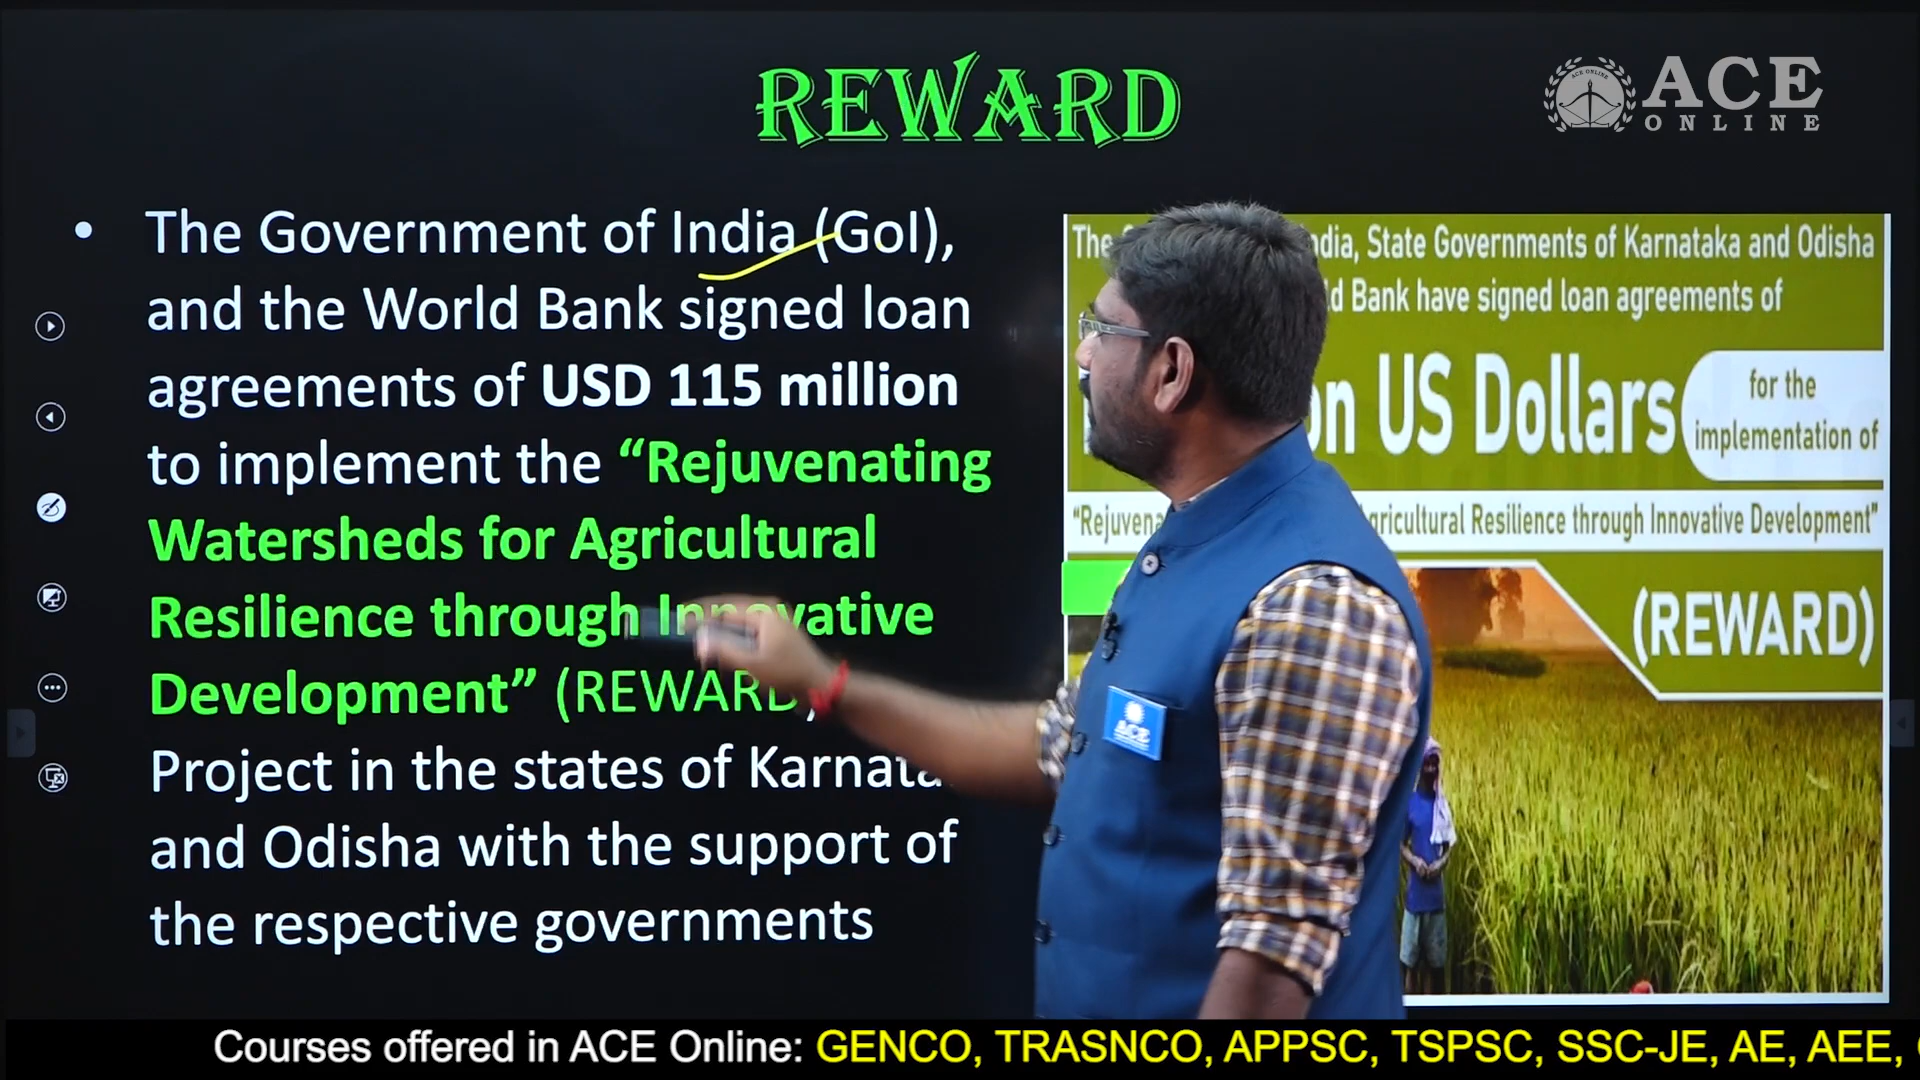 REWARD
ACE
ONLINE
• The Government of India (GoI),
and the World Bank signed loan
agreements of USD 115 million
to implement the “Rejuvenating
Watersheds for Agricultural
Resilience through Innovative
Development” (REWARD)
Project in the states of
and Odisha with the support of
the respective governments
The India, State Governments of Karnataka and Odisha
Bank have signed loan agreements of
US Dollars
for the
implementation of
Agricultural Resilience through Innovative Development”
(REWARD)
ACE
Courses offered in ACE Online: GENCO, TRASNCO, APPSC, TSPSC, SSC-JE, AE, AEE,